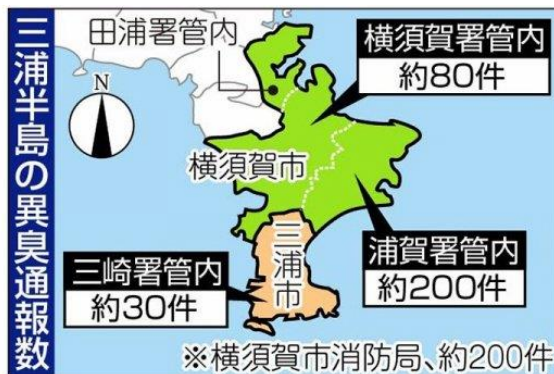 三浦半島の異臭通報数
田浦署管内
横須賀署管内
約80件
N
横須賀市
三浦市
浦賀署管内
約200件
三崎署管内
約30件
※横須賀市消防局、約200件